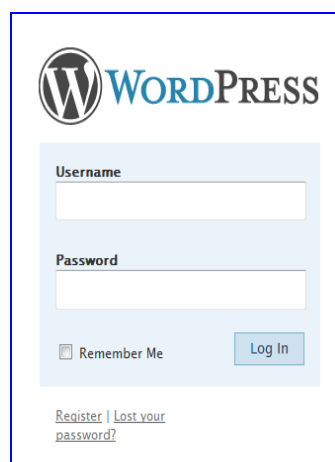 WORDPRESS
Username
Password
Remember Me
Log In
Register | Lost your
password?